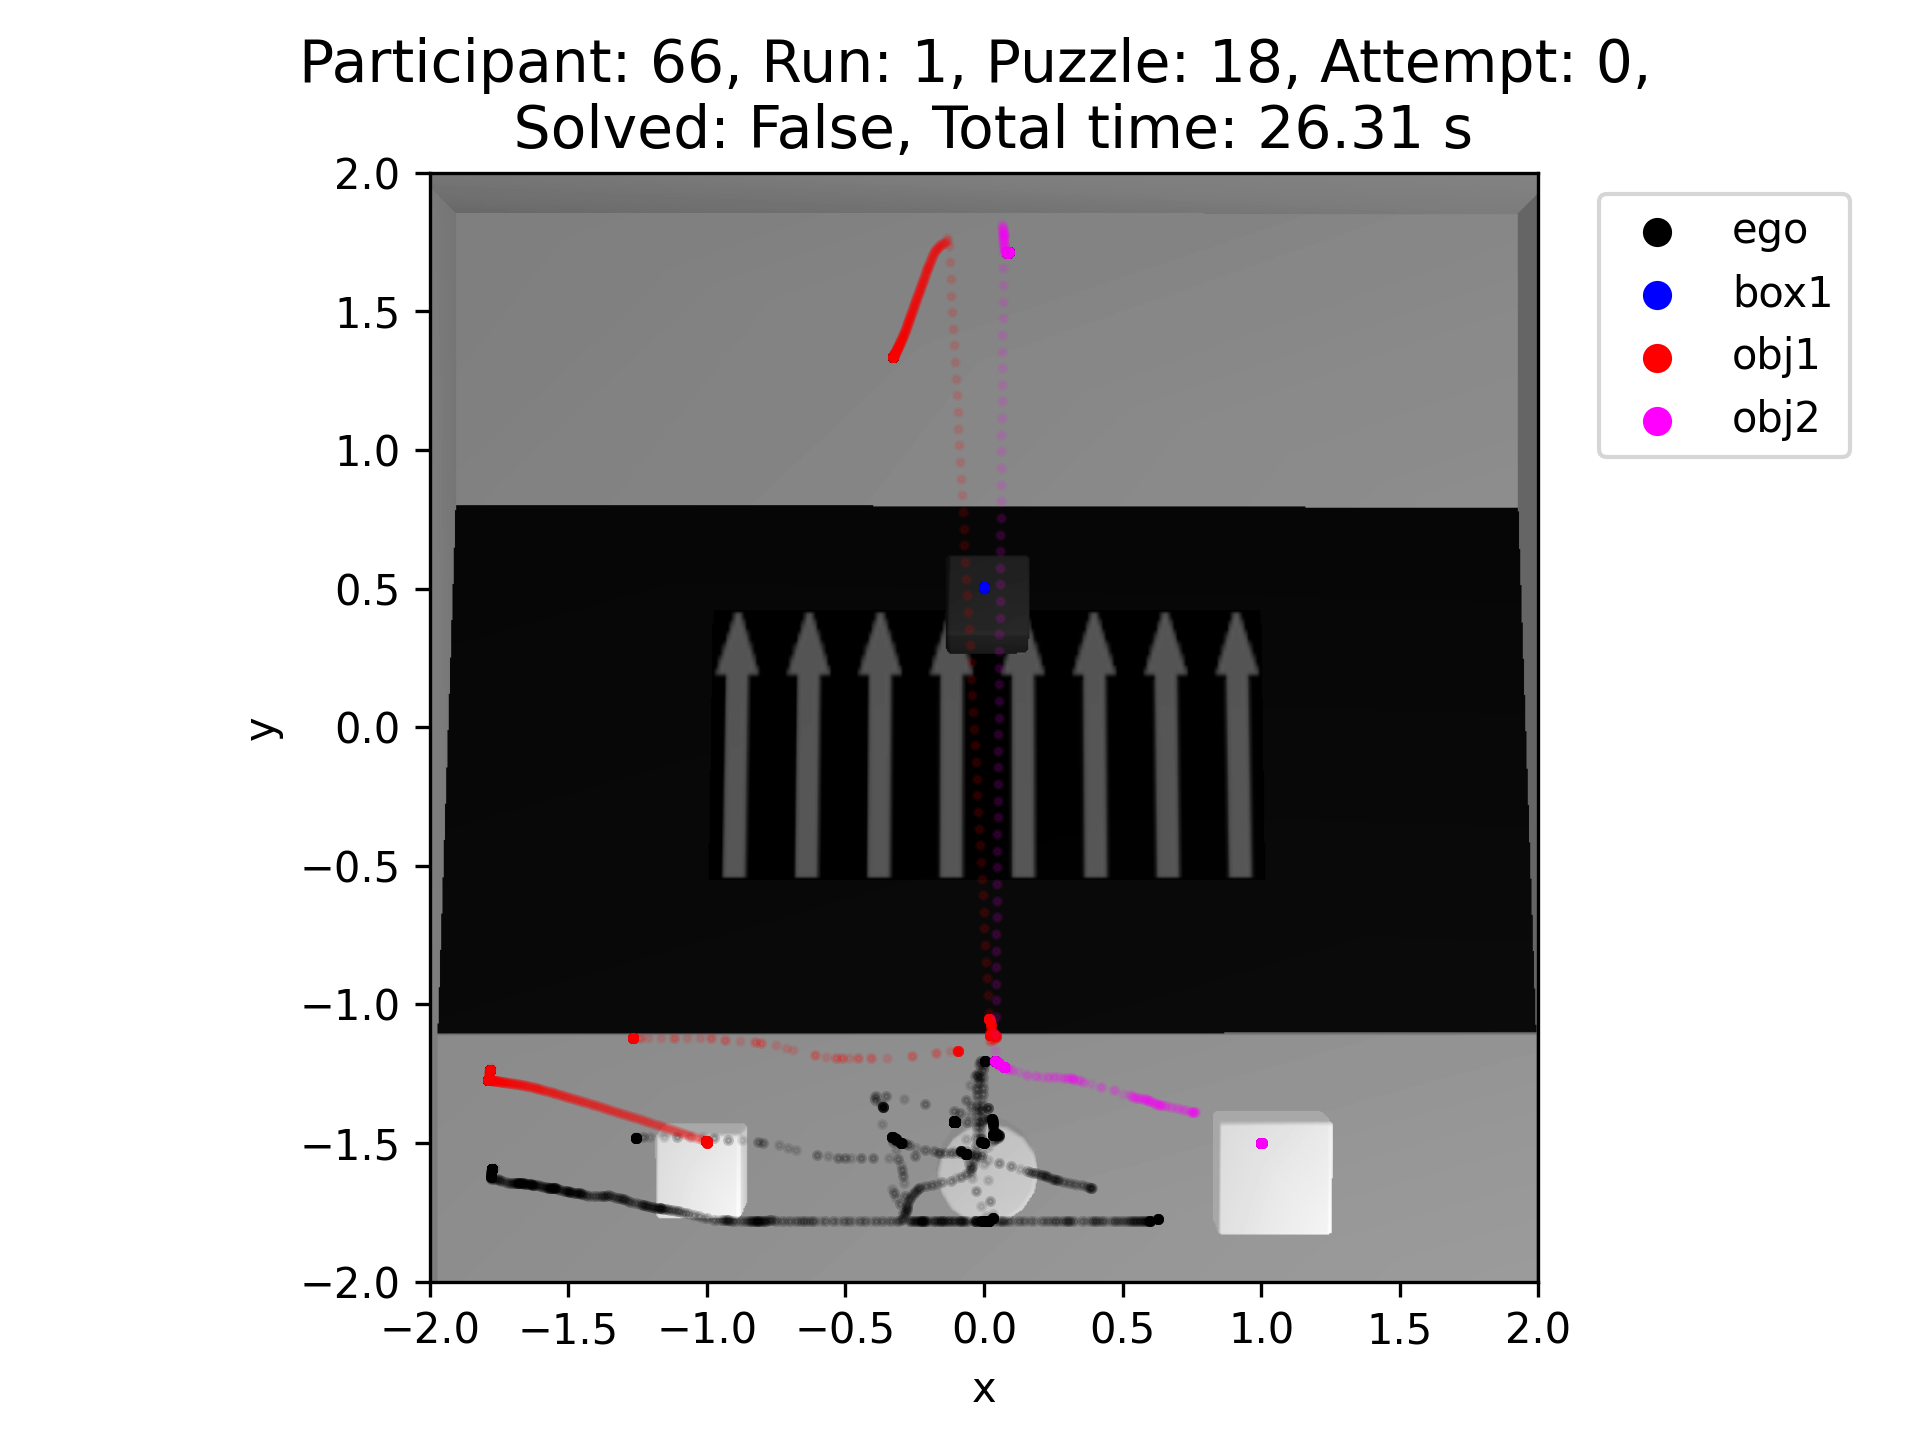 Participant: 66, Run: 1, Puzzle: 18, Attempt: 0,
Solved: False, Total time: 26.31 s
2.0
1.5
1.0
0.5
0.0
−0.5
−1.0
−1.5
−2.0
y
−2.0 −1.5 −1.0 −0.5 0.0 0.5 1.0 1.5 2.0
x
ego
box1
obj1
obj2